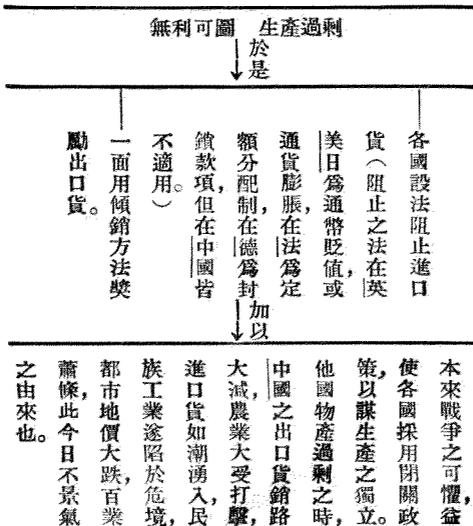 無利可圖 生產過剩
於是
各國設法阻止進口
貨(阻止之法在英
美日爲通幣貶值,或
通貨膨脹,在法爲定
額分配制在德爲封
鎖款項,但在中國皆
不適用。)
一面用傾銷方法獎
勵出口貨。
加以
本來戰爭之可懼,益
使各國採用閉關政
策,以謀生產之獨立。
他國物產過剩之時,
中國之出口貨銷路
大減,農業大受打擊,
進口貨如潮湧入,民
族工業遂陷於危境,
都市地價大跌,百業
蕭條,此今日不景氣
之由來也。